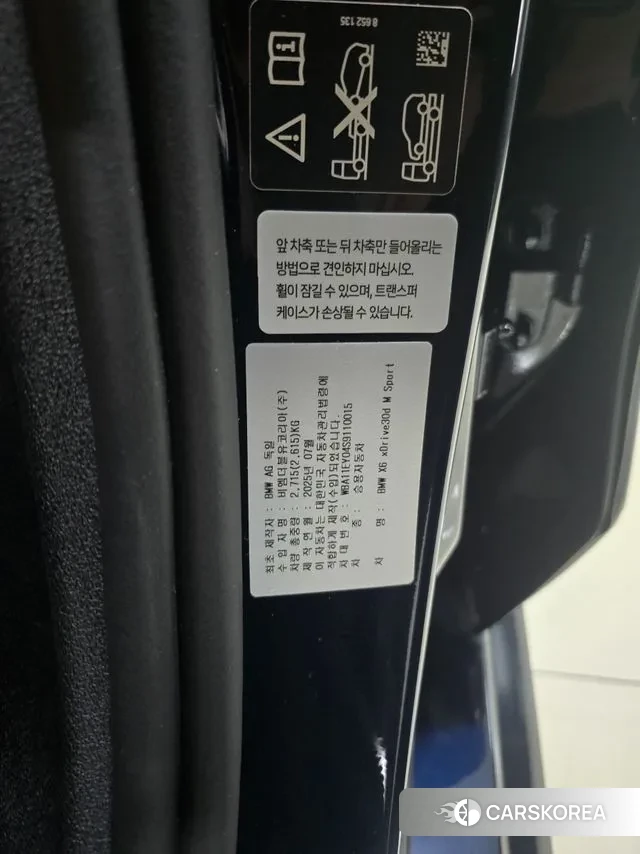 8 652 135
앞 차축 또는 뒤 차축만 들어올리는
방법으로 견인하지 마십시오.
휠이 잠길 수 있으며, 트랜스퍼
케이스가 손상될 수 있습니다.
최초 제작자 : BMW AG 독일
수 입 자 명 : 비엠더블유코리아(주)
차량 총중량 : 2,715(2,615)KG
제 작 연 월 : 2025년 07월
이 자동차는 대한민국 자동차관리법령에
적합하게 제작(수입)되었습니다.
차 대 번 호 : WBA11EY04S9110015
차 종 : 승용자동차
차 명 : BMW X6 xDrive30d M Sport
CARSKOREA